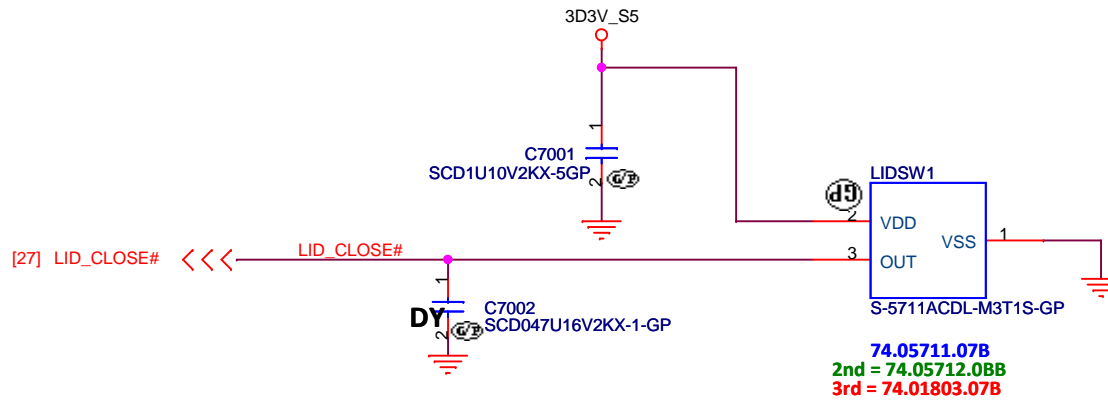 3D3V_S5
1
C7001
SCD1U10V2KX-5GP
2
G/P
LIDSW1
GP
2
VDD
VSS
1
[27] LID_CLOSE#
LID_CLOSE#
3
OUT
1
C7002
DY
SCD047U16V2KX-1-GP
2
G/P
S-5711ACDL-M3T1S-GP
74.05711.07B
2nd = 74.05712.0BB
3rd = 74.01803.07B